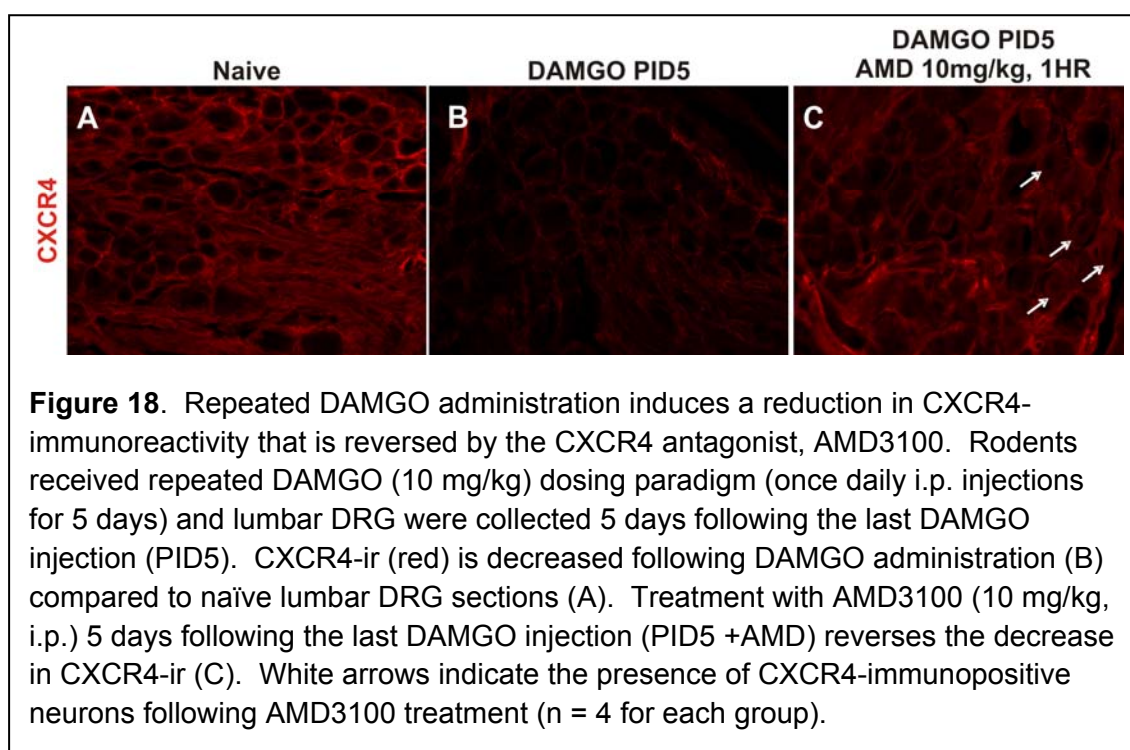 Naive
DAMGO PID5
DAMGO PID5
AMD 10mg/kg, 1HR
CXCR4
A
B
C
Figure 18.  Repeated DAMGO administration induces a reduction in CXCR4-
immunoreactivity that is reversed by the CXCR4 antagonist, AMD3100.  Rodents
received repeated DAMGO (10 mg/kg) dosing paradigm (once daily i.p. injections
for 5 days) and lumbar DRG were collected 5 days following the last DAMGO
injection (PID5).  CXCR4-ir (red) is decreased following DAMGO administration (B)
compared to naïve lumbar DRG sections (A).  Treatment with AMD3100 (10 mg/kg,
i.p.) 5 days following the last DAMGO injection (PID5 +AMD) reverses the decrease
in CXCR4-ir (C).  White arrows indicate the presence of CXCR4-immunopositive
neurons following AMD3100 treatment (n = 4 for each group).